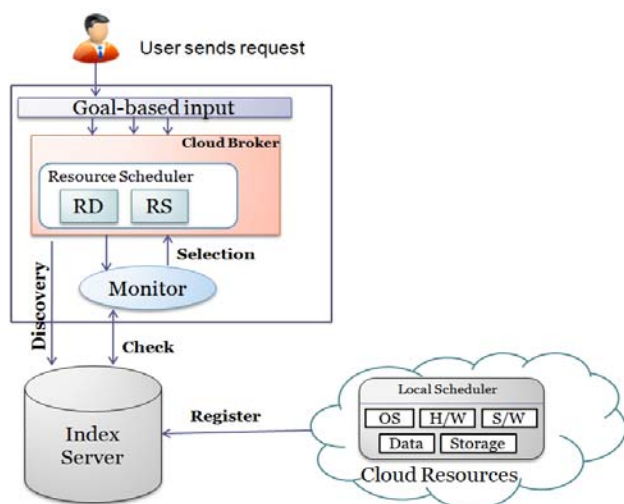 User sends request
Goal-based input
Cloud Broker
Resource Scheduler
RD RS
Selection
Monitor
Discovery
Check
Index
Server
Register
Local Scheduler
OS H/W S/W
Data Storage
Cloud Resources